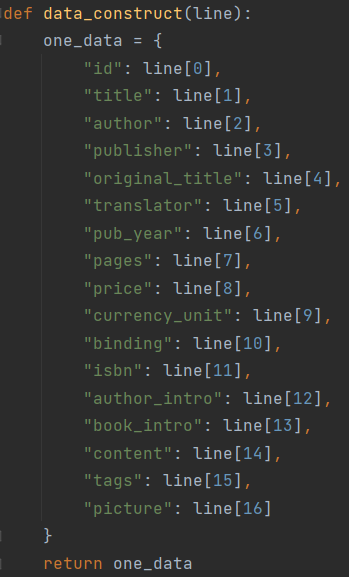 def data_construct(line):
    one_data = {
        "id": line[0],
        "title": line[1],
        "author": line[2],
        "publisher": line[3],
        "original_title": line[4],
        "translator": line[5],
        "pub_year": line[6],
        "pages": line[7],
        "price": line[8],
        "currency_unit": line[9],
        "binding": line[10],
        "isbn": line[11],
        "author_intro": line[12],
        "book_intro": line[13],
        "content": line[14],
        "tags": line[15],
        "picture": line[16]
    }
    return one_data